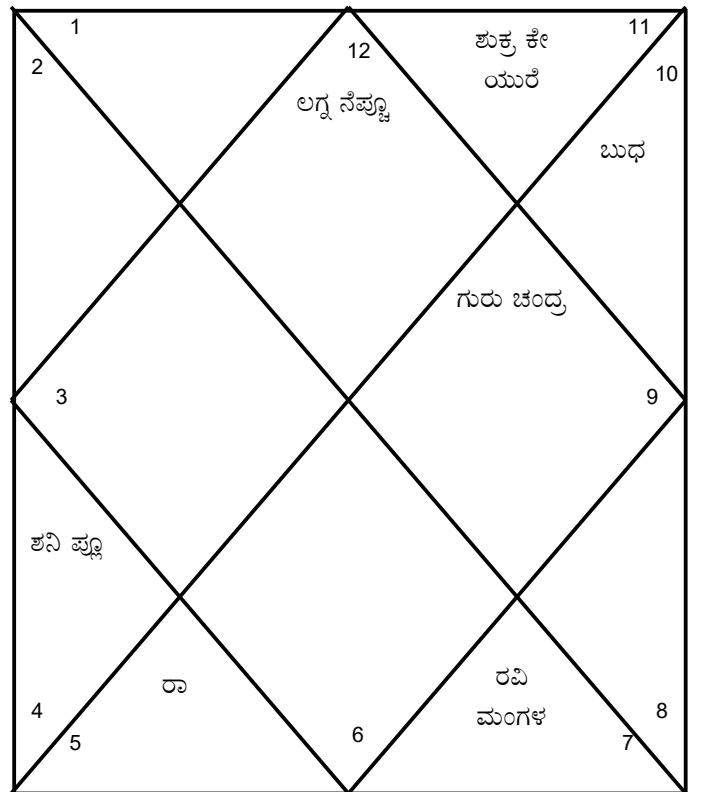 1
12
ಶುಕ್ರ ಕೇ
ಯುರೆ
11
2
10
ಲಗ್ನ ನೆಪ್ಚೂ
ಬುಧ
ಗುರು ಚಂದ್ರ
3
9
ಶನಿ ಪ್ಲೂ
ರಾ
ರವಿ
ಮಂಗಳ
4
8
5
6
7